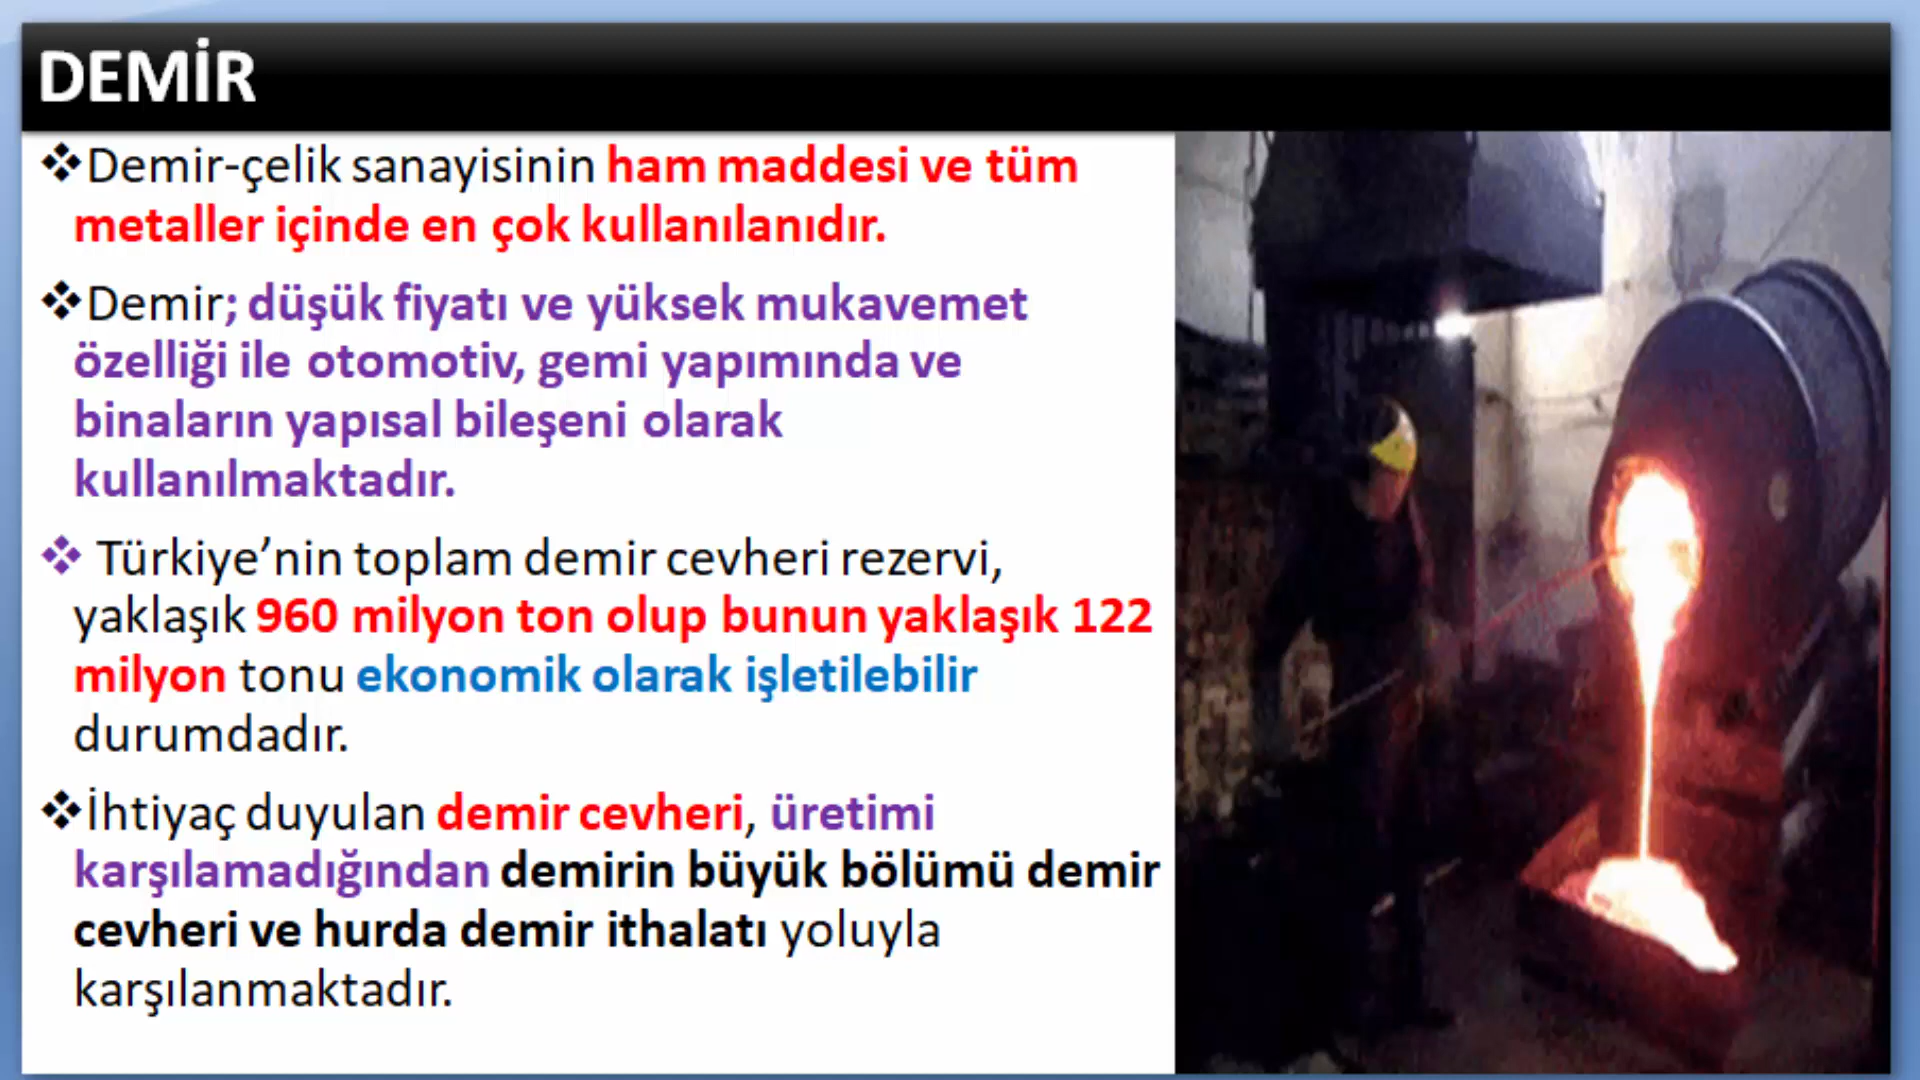 DEMİR
❖Demir-çelik sanayisinin ham maddesi ve tüm
metaller içinde en çok kullanılanıdır.
❖Demir; düşük fiyatı ve yüksek mukavemet
özelliği ile otomotiv, gemi yapımında ve
binaların yapısal bileşeni olarak
kullanılmaktadır.
❖ Türkiye’nin toplam demir cevheri rezervi,
yaklaşık 960 milyon ton olup bunun yaklaşık 122
milyon tonu ekonomik olarak işletilebilir
durumdadır.
❖İhtiyaç duyulan demir cevheri, üretimi
karşılamadığından demirin büyük bölümü demir
cevheri ve hurda demir ithalatı yoluyla
karşılanmaktadır.